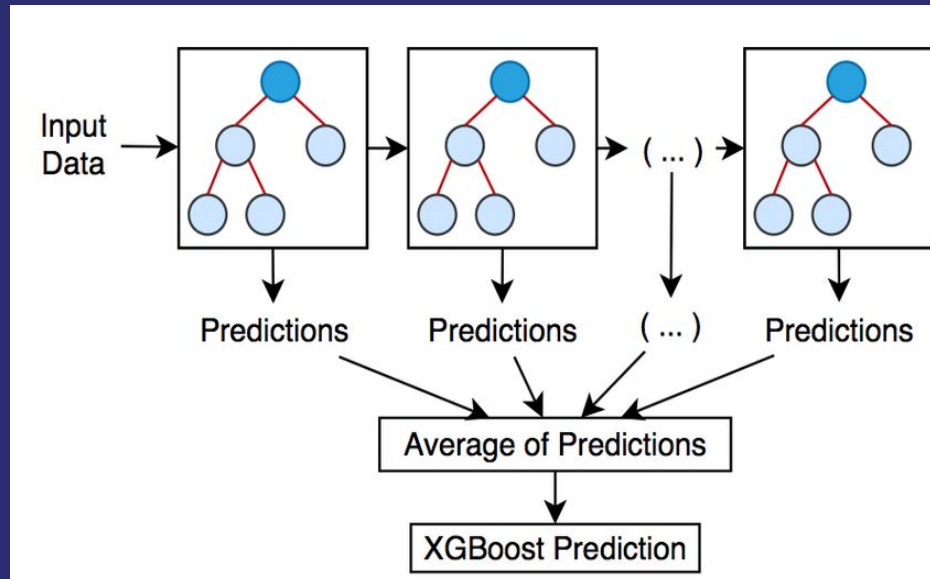 Input
Data
( ... )
Predictions
Predictions
( ... )
Predictions
Average of Predictions
XGBoost Prediction